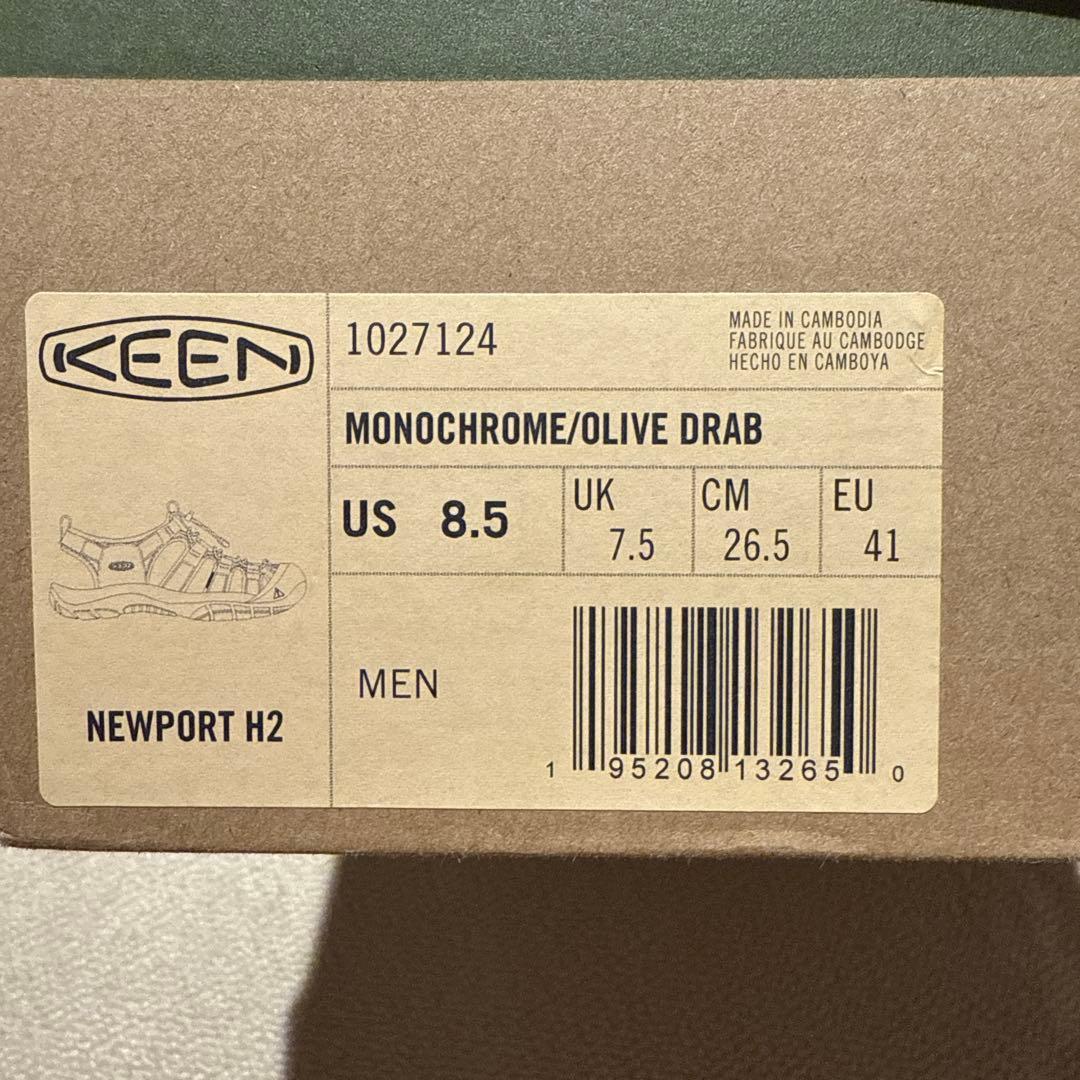 KEEN
1027124
MADE IN CAMBODIA
FABRIQUE AU CAMBODGE
HECHO EN CAMBOYA
MONOCHROME/OLIVE DRAB
US 8.5
UK 7.5
CM 26.5
EU 41
MEN
NEWPORT H2
1 95208 13265 0